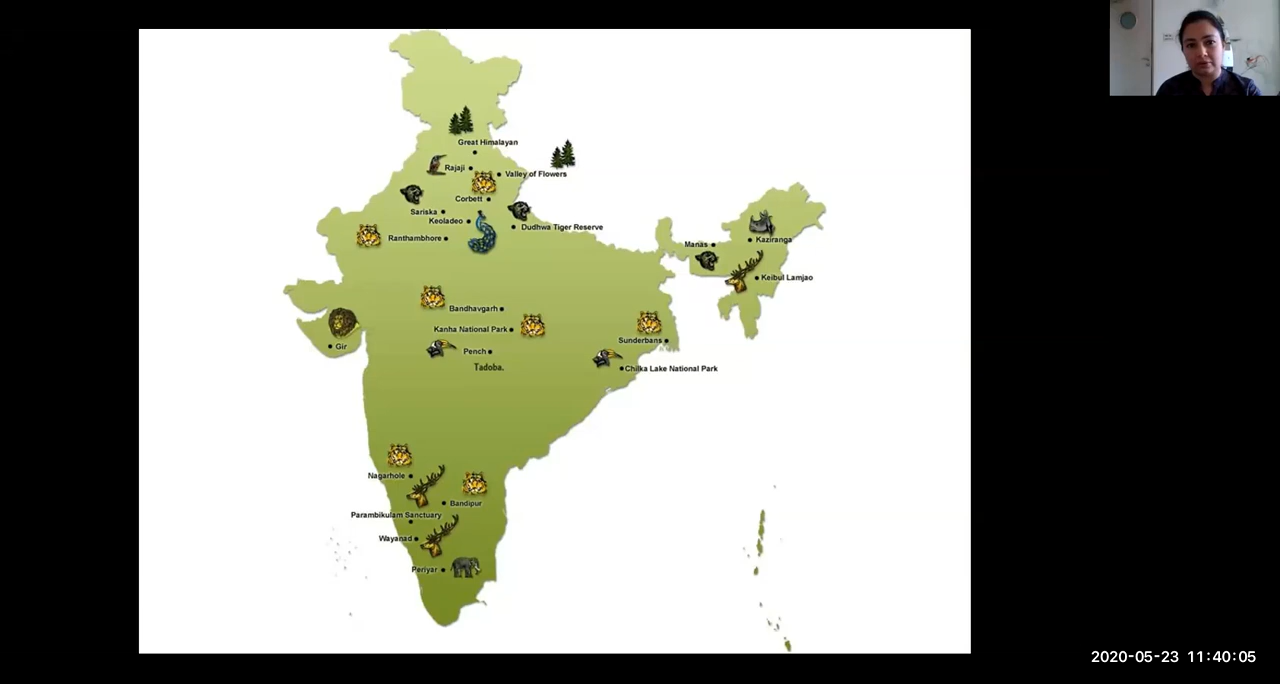 Great Himalayan
Rajaji
Valley of Flowers
Corbett
Sariska
Keoladeo
Dudhwa Tiger Reserve
Ranthambhore
Manas
Kaziranga
Keibul Lamjao
Bandhavgarh
Kanha National Park
Sunderbans
Gir
Pench
Tadoba.
Chilka Lake National Park
Nagarhole
Bandipur
Parambikulam Sanctuary
Wayanad
Periyar
2020-05-23 11:40:05